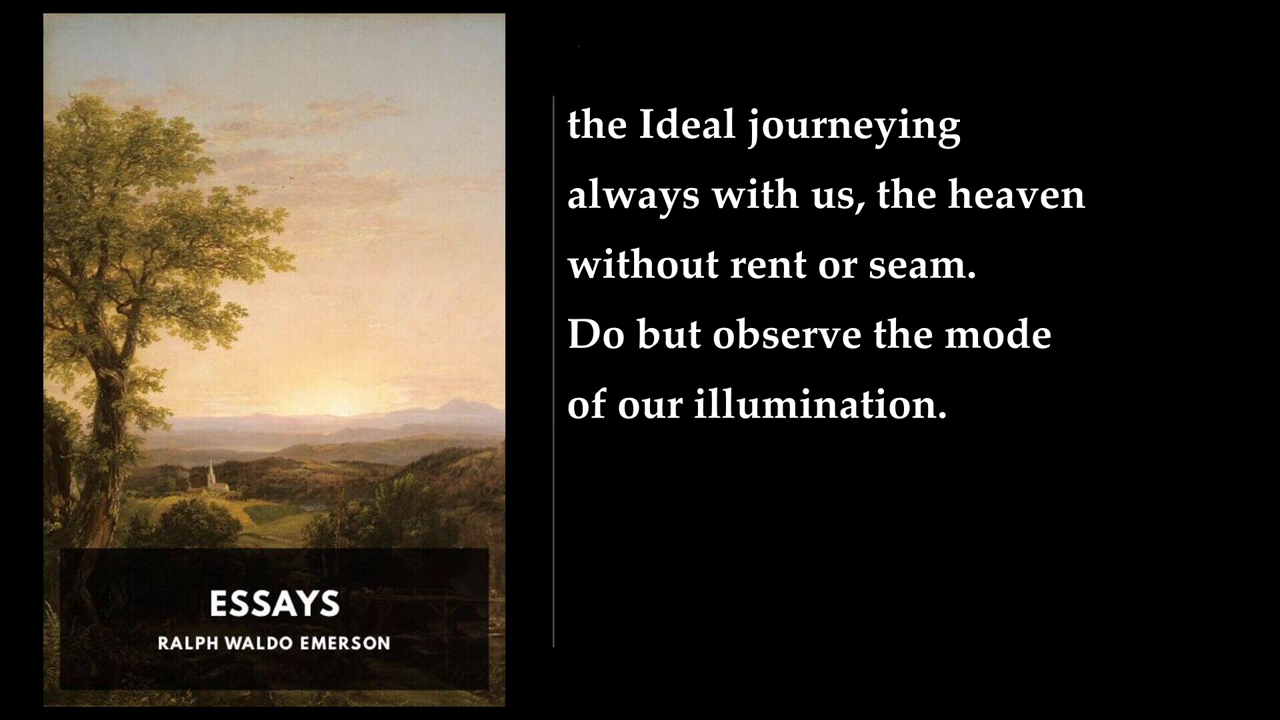 the Ideal journeying
always with us, the heaven
without rent or seam.
Do but observe the mode
of our illumination.
ESSAYS
RALPH WALDO EMERSON